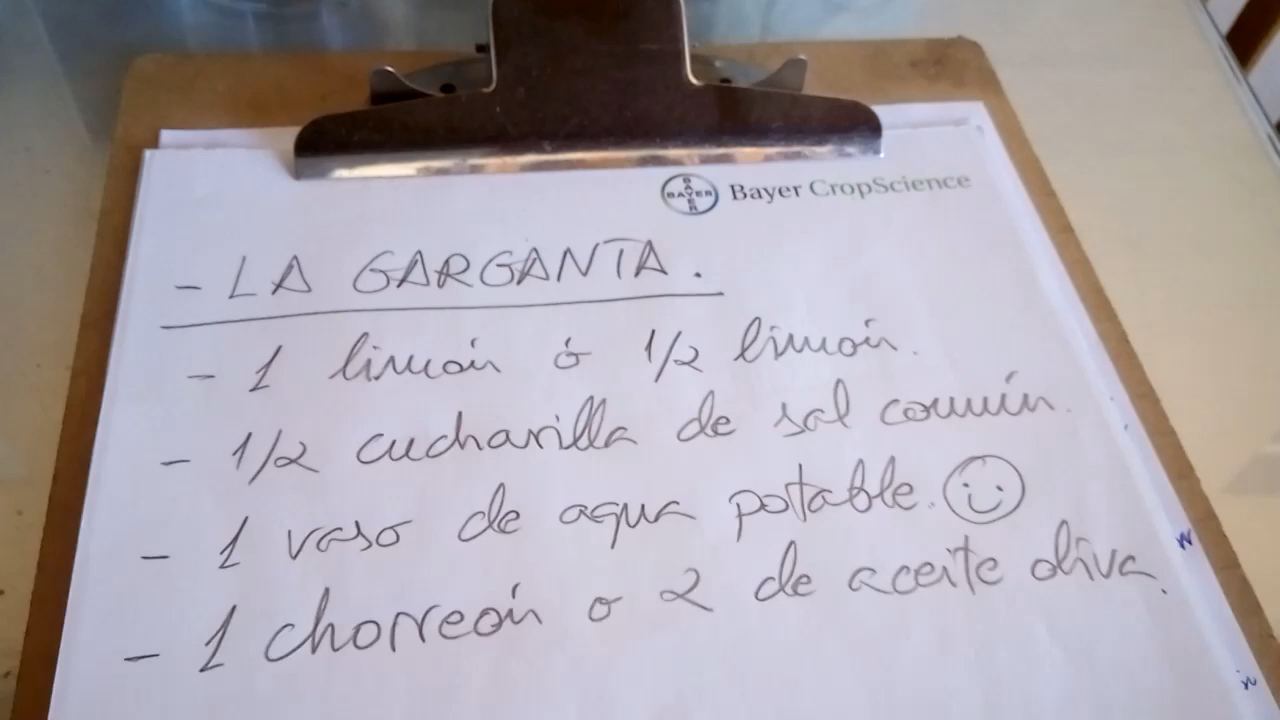 BAYER Bayer CropScience
- LA GARGANTA.
- 1 limón ó 1/2 limón.
- 1/2 cucharilla de sal común.
- 1 vaso de agua potable.
- 1 chorreón o 2 de aceite oliva.